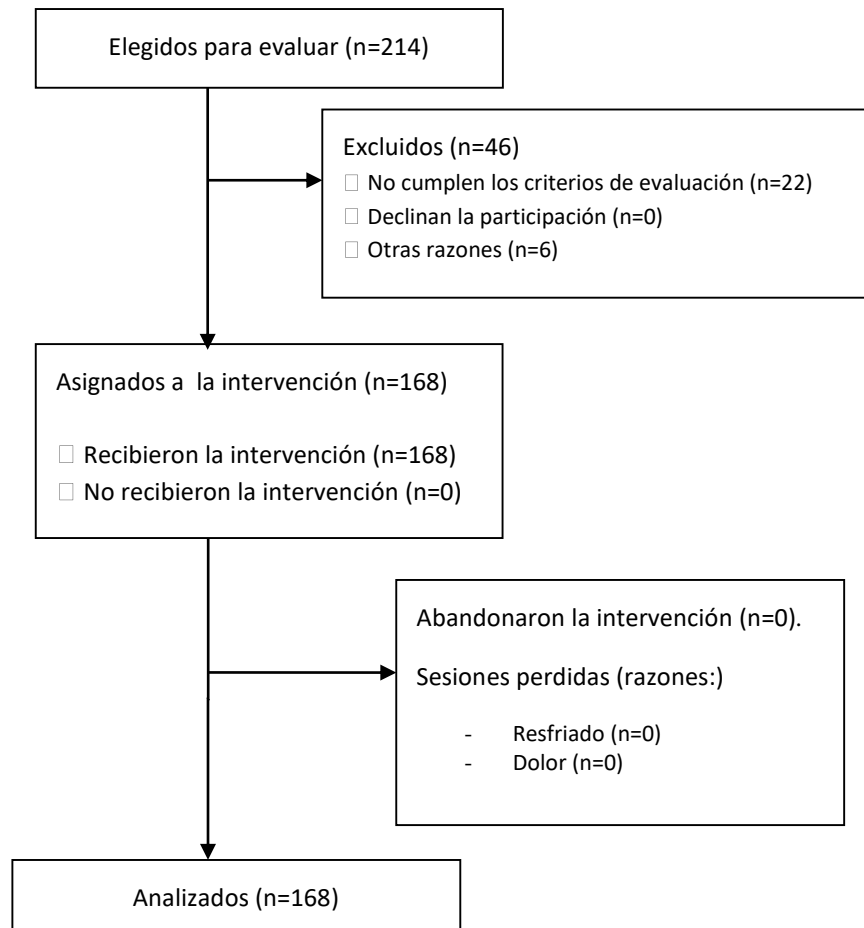 Elegidos para evaluar (n=214)
Excluidos (n=46)
□ No cumplen los criterios de evaluación (n=22)
□ Declinan la participación (n=0)
□ Otras razones (n=6)
Asignados a la intervención (n=168)
□ Recibieron la intervención (n=168)
□ No recibieron la intervención (n=0)
Abandonaron la intervención (n=0).
Sesiones perdidas (razones:)
- Resfriado (n=0)
- Dolor (n=0)
Analizados (n=168)